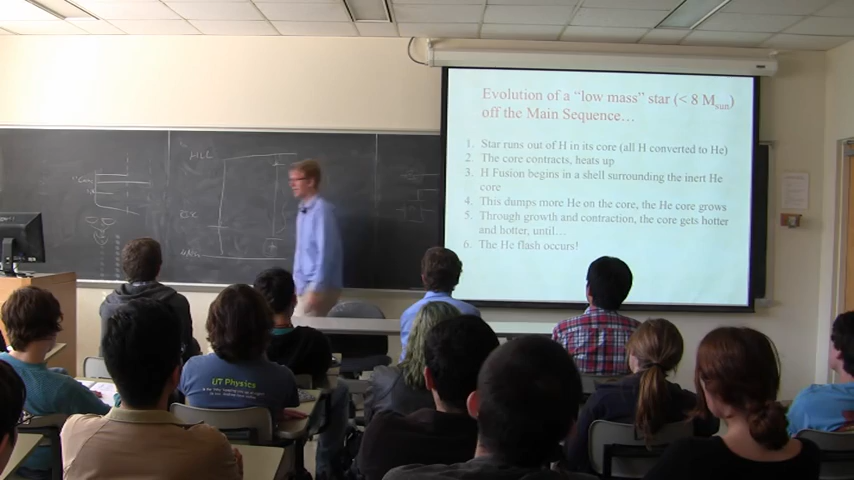 Evolution of a “low mass” star (< 8 Msun)
off the Main Sequence…
1. Star runs out of H in its core (all H converted to He)
2. The core contracts, heats up
3. H Fusion begins in a shell surrounding the inert He
core
4. This dumps more He on the core, the He core grows
5. Through growth and contraction, the core gets hotter
and hotter, until…
6. The He flash occurs!
UT Physics